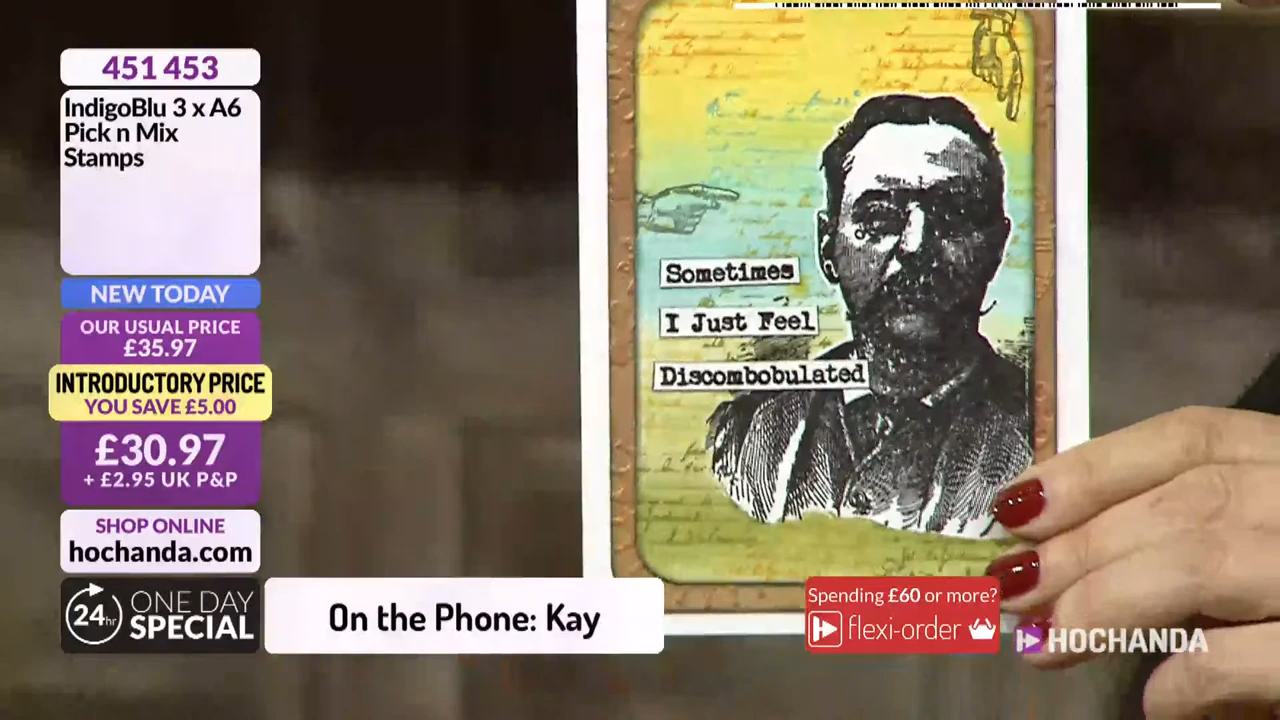 451 453
IndigoBlu 3 x A6
Pick n Mix
Stamps
NEW TODAY
OUR USUAL PRICE
£35.97
INTRODUCTORY PRICE
YOU SAVE £5.00
£30.97
+ £2.95 UK P&P
SHOP ONLINE
hochanda.com
24hr
ONE DAY
SPECIAL
On the Phone: Kay
Sometimes
I Just Feel
Discombobulated
Spending £60 or more?
flexi-order
HOCHANDA